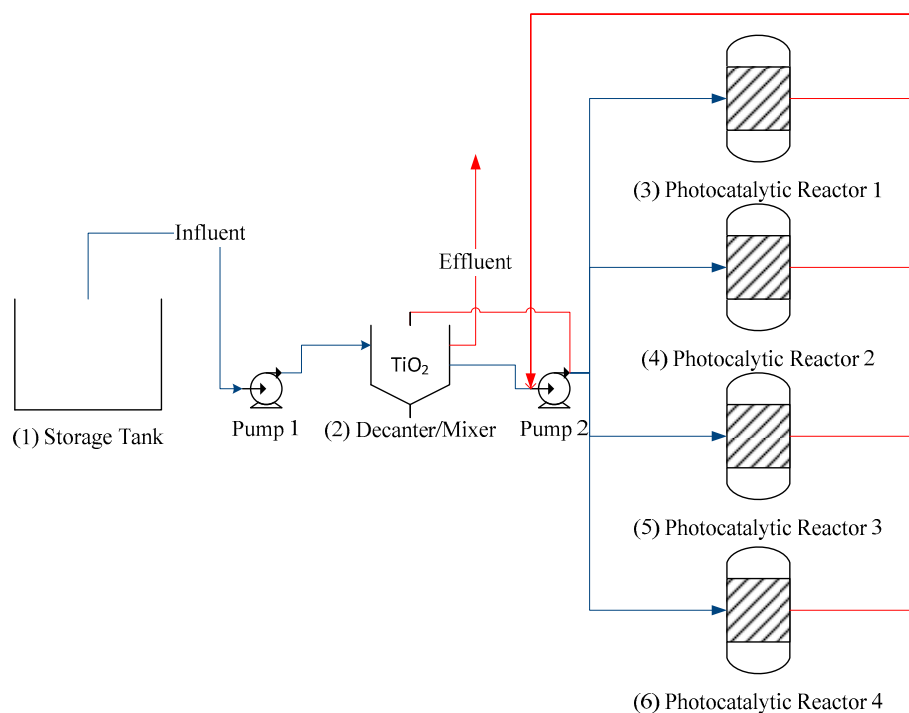 Influent
(1) Storage Tank
Pump 1
TiO₂
(2) Decanter/Mixer
Effluent
Pump 2
(3) Photocatalytic Reactor 1
(4) Photocalytic Reactor 2
(5) Photocatalytic Reactor 3
(6) Photocatalytic Reactor 4